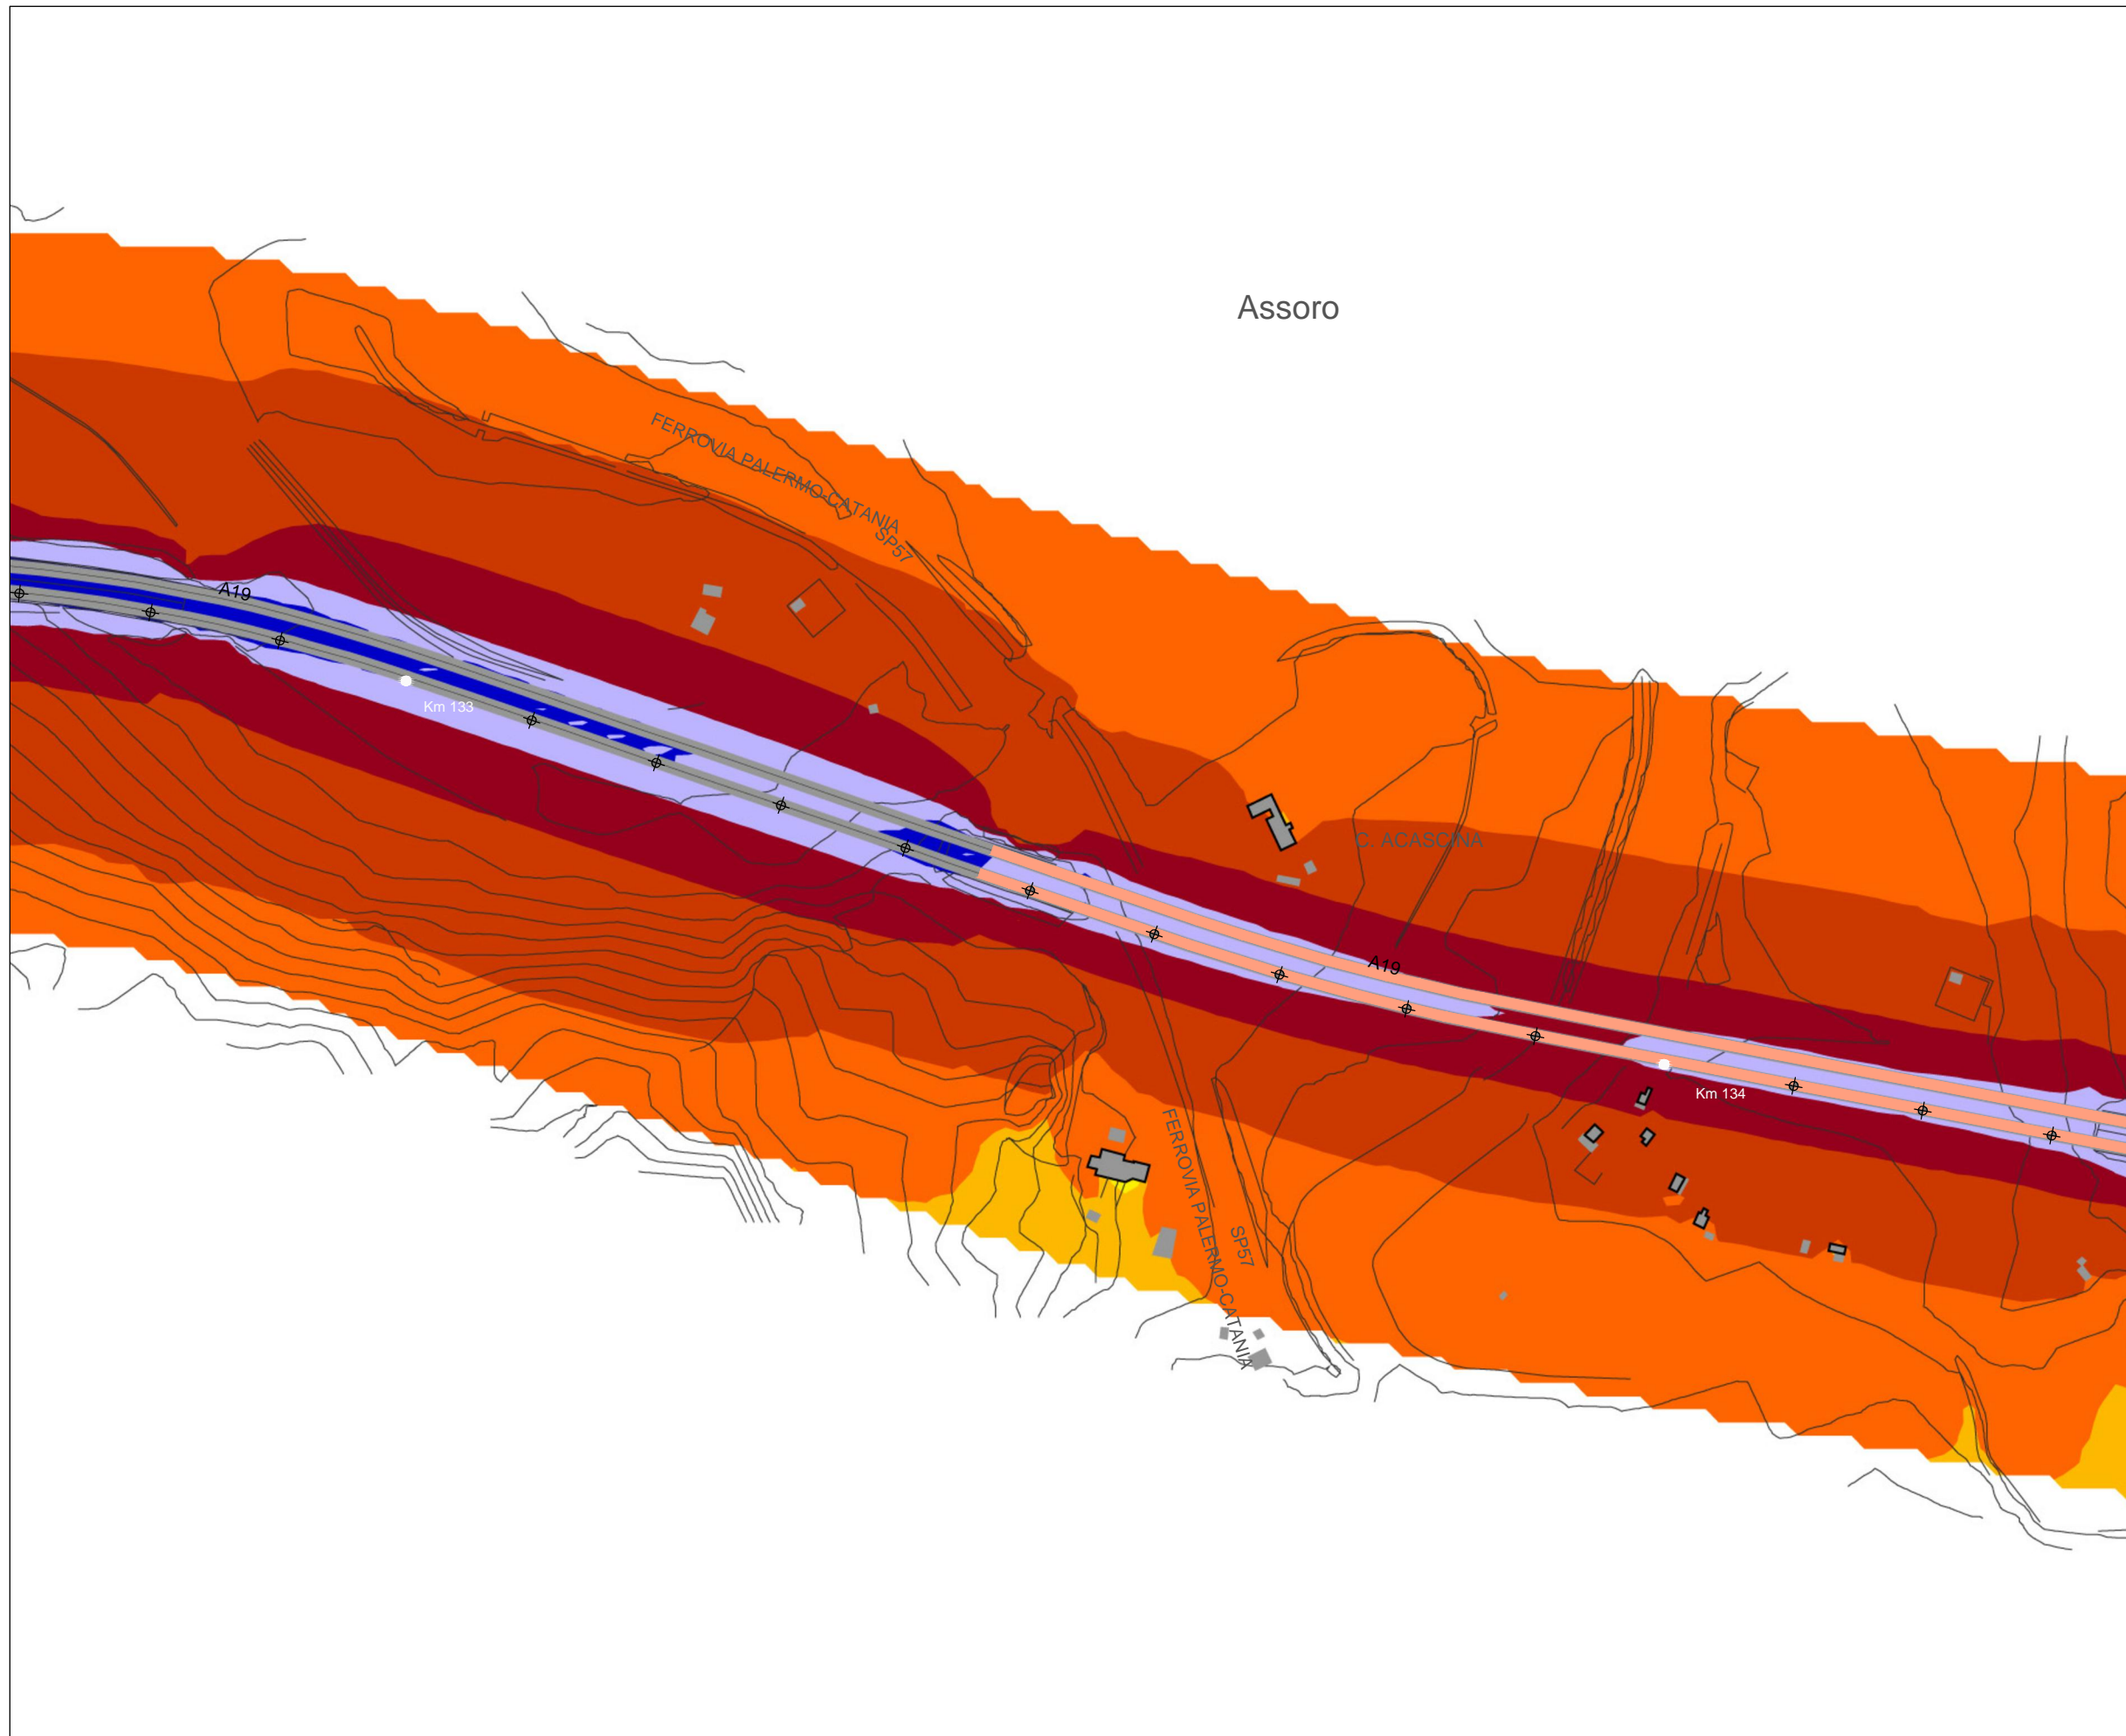 Assoro
FERROVIA PALERMO-CATANIA
SP57
A19
Km 133
C. ACASCINA
A19
Km 134
FERROVIA PALERMO-CATANIA
SP57